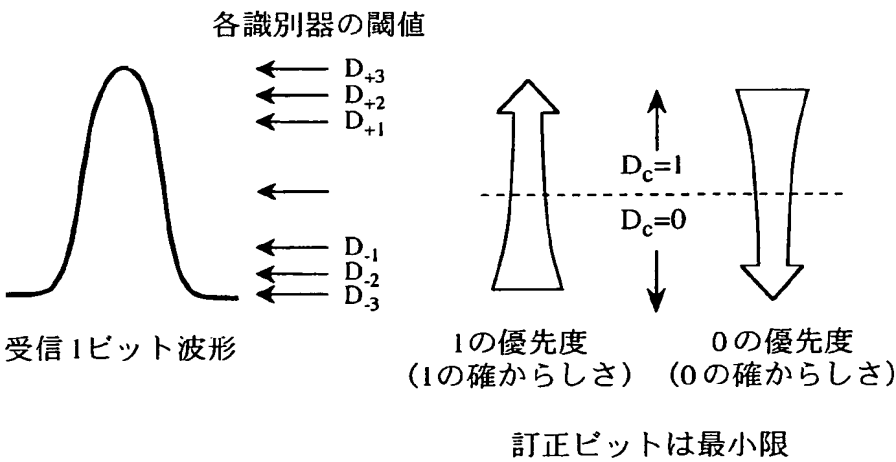 各識別器の閾値
D+3
D+2
D+1
D-1
D-2
D-3
受信1ビット波形
Dc=1
Dc=0
1の優先度
(1の確からしさ)
0の優先度
(0の確からしさ)
訂正ビットは最小限